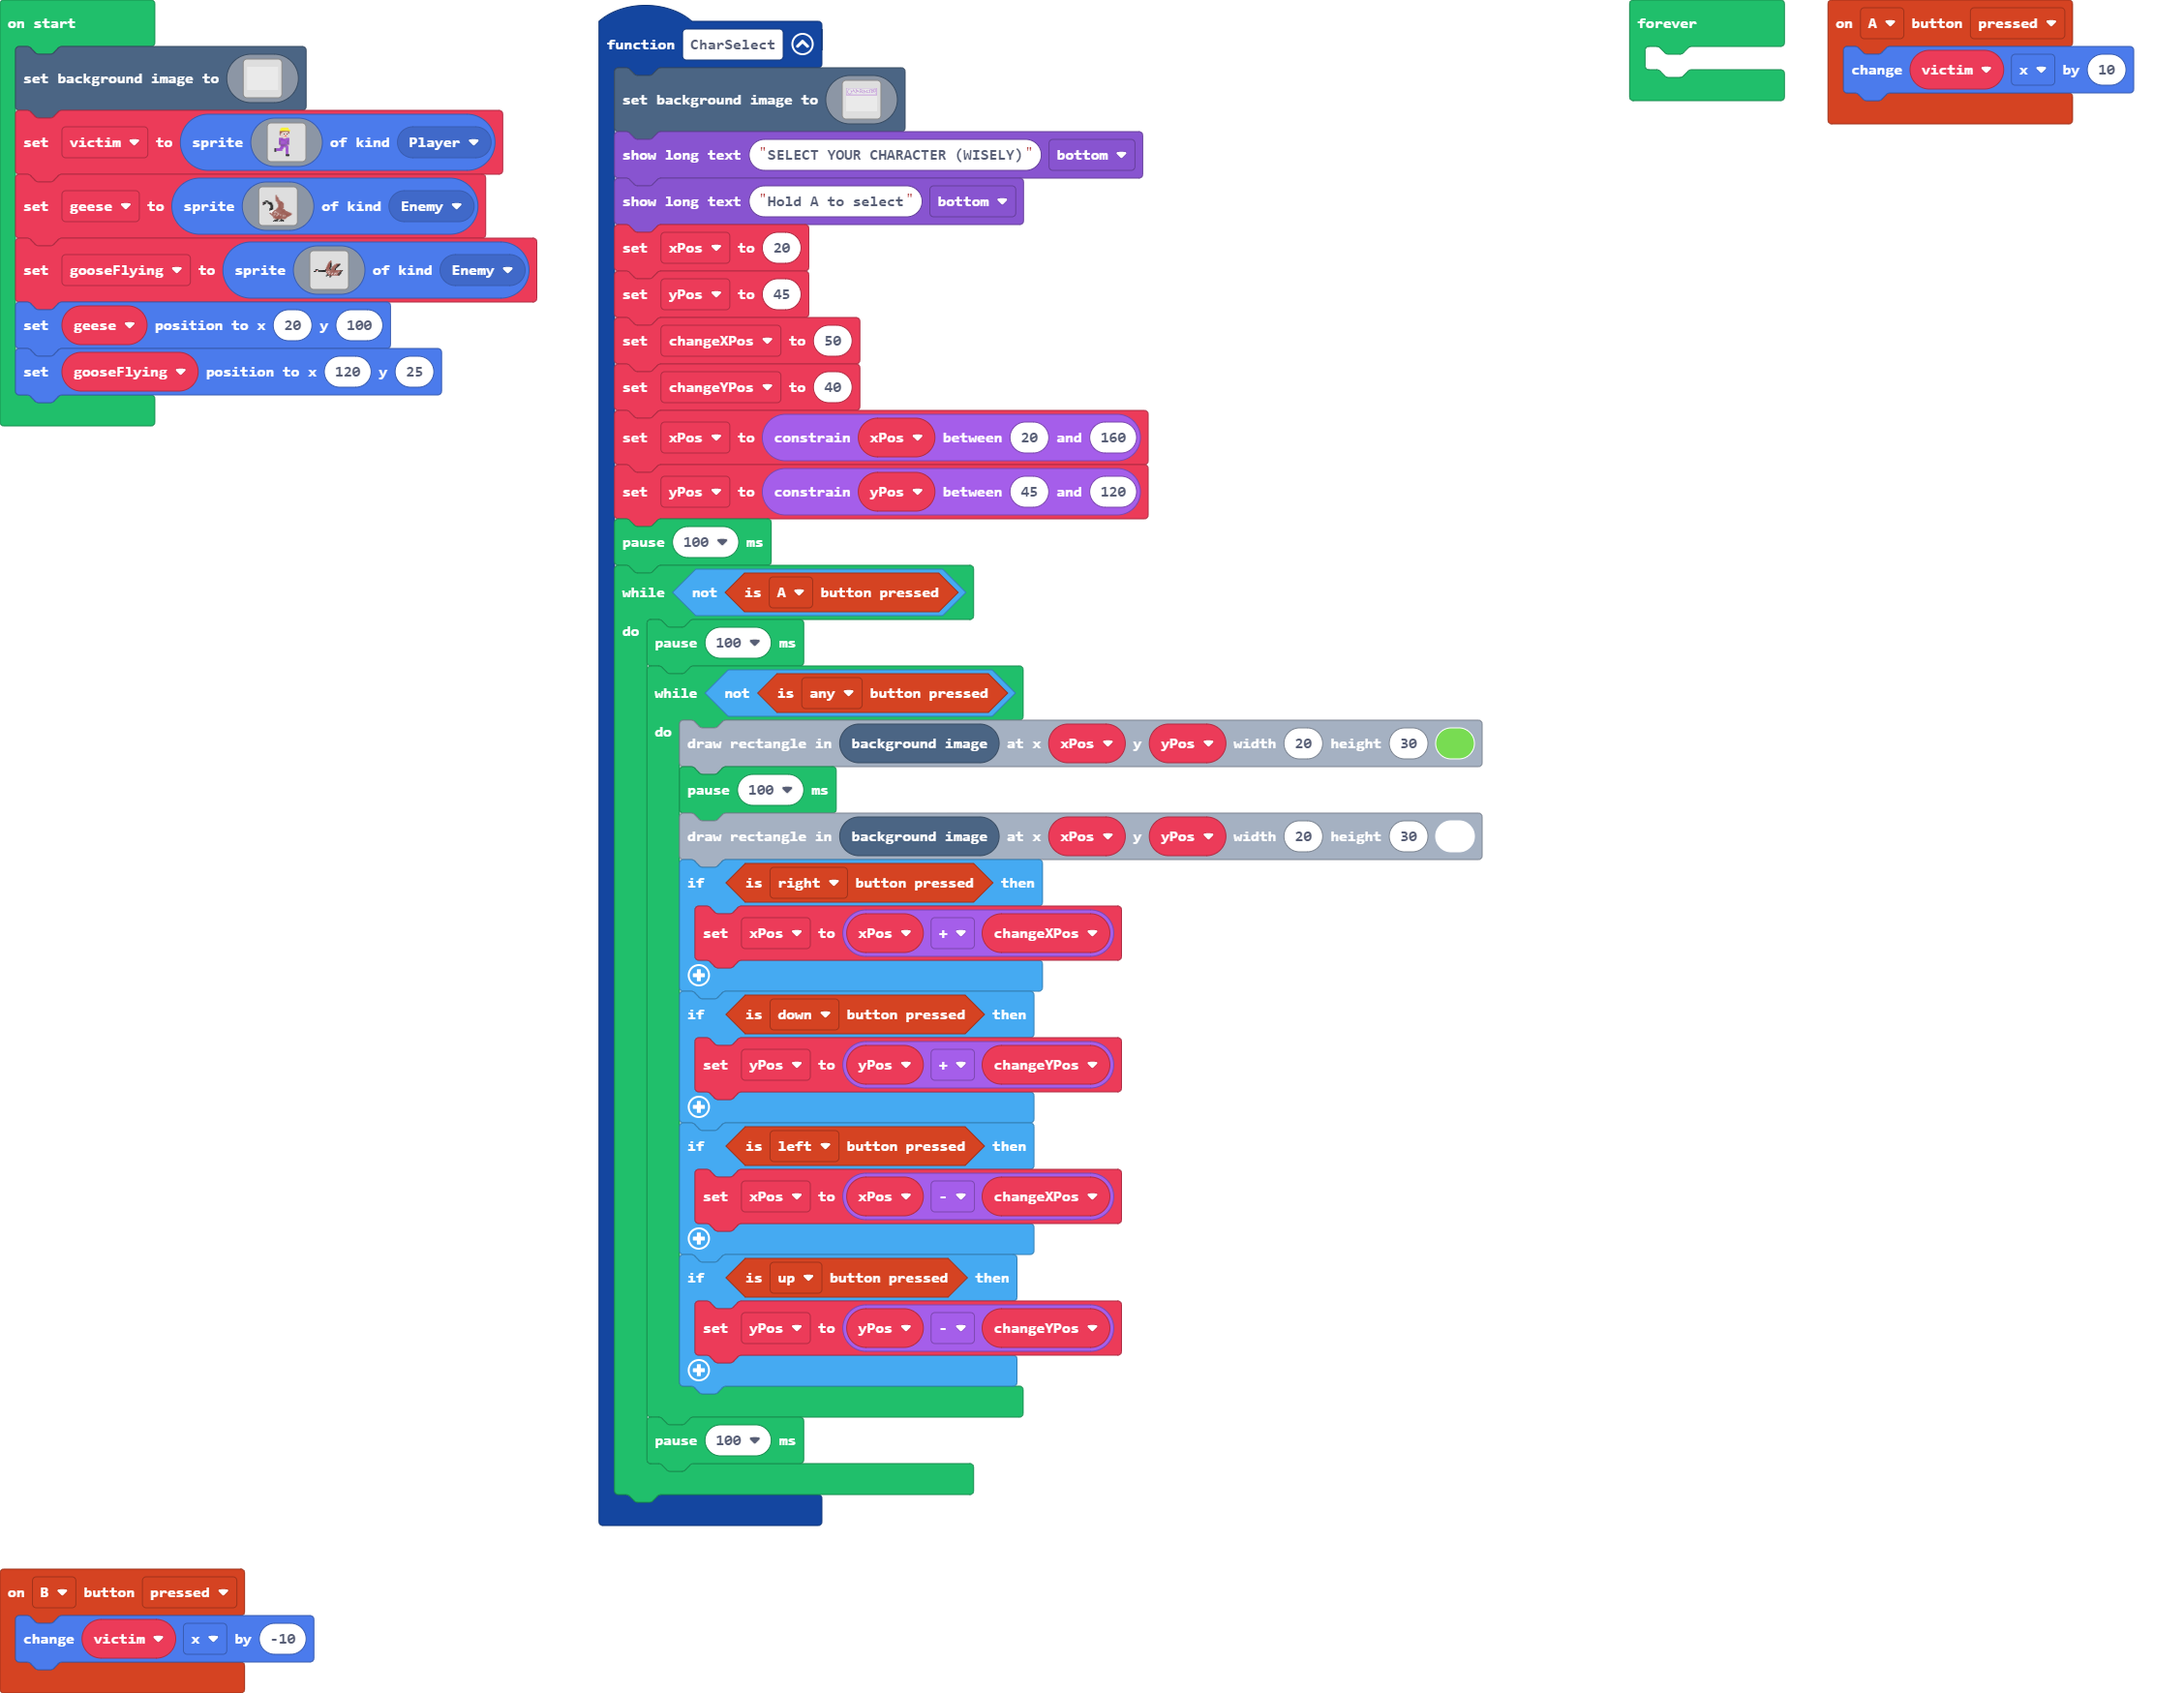 on start
set background image to
set victim to sprite of kind Player
set geese to sprite of kind Enemy
set gooseFlying to sprite of kind Enemy
set geese position to x 20 y 100
set gooseFlying position to x 120 y 25
function CharSelect
set background image to
show long text "SELECT YOUR CHARACTER (WISELY)" bottom
show long text "Hold A to select" bottom
set xPos to 20
set yPos to 45
set changeXPos to 50
set changeYPos to 40
set xPos to constrain xPos between 20 and 160
set yPos to constrain yPos between 45 and 120
pause 100 ms
while not is A button pressed
do
pause 100 ms
while not is any button pressed
do
draw rectangle in background image at x xPos y yPos width 20 height 30
pause 100 ms
draw rectangle in background image at x xPos y yPos width 20 height 30
if is right button pressed then
set xPos to xPos + changeXPos
if is down button pressed then
set yPos to yPos + changeYPos
if is left button pressed then
set xPos to xPos - changeXPos
if is up button pressed then
set yPos to yPos - changeYPos
pause 100 ms
forever
on A button pressed
change victim x by 10
on B button pressed
change victim x by -10